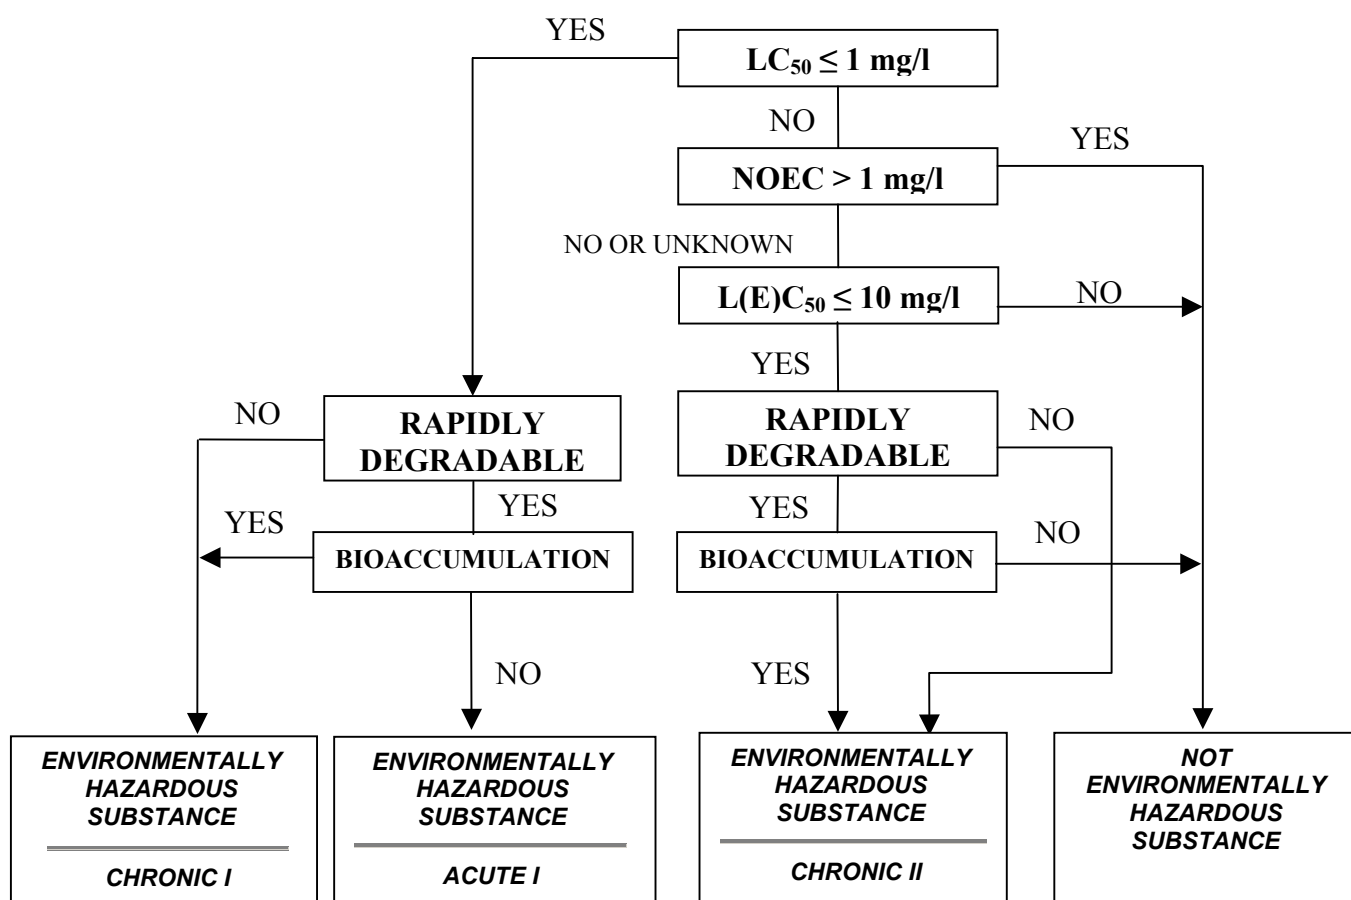 YES
LC₅₀ ≤ 1 mg/l
NO
YES
NOEC > 1 mg/l
NO OR UNKNOWN
L(E)C₅₀ ≤ 10 mg/l
NO
YES
NO
RAPIDLY
DEGRADABLE
RAPIDLY
DEGRADABLE
NO
YES
YES
BIOACCUMULATION
YES
BIOACCUMULATION
NO
NO
YES
ENVIRONMENTALLY
HAZARDOUS
SUBSTANCE
CHRONIC I
ENVIRONMENTALLY
HAZARDOUS
SUBSTANCE
ACUTE I
ENVIRONMENTALLY
HAZARDOUS
SUBSTANCE
CHRONIC II
NOT
ENVIRONMENTALLY
HAZARDOUS
SUBSTANCE